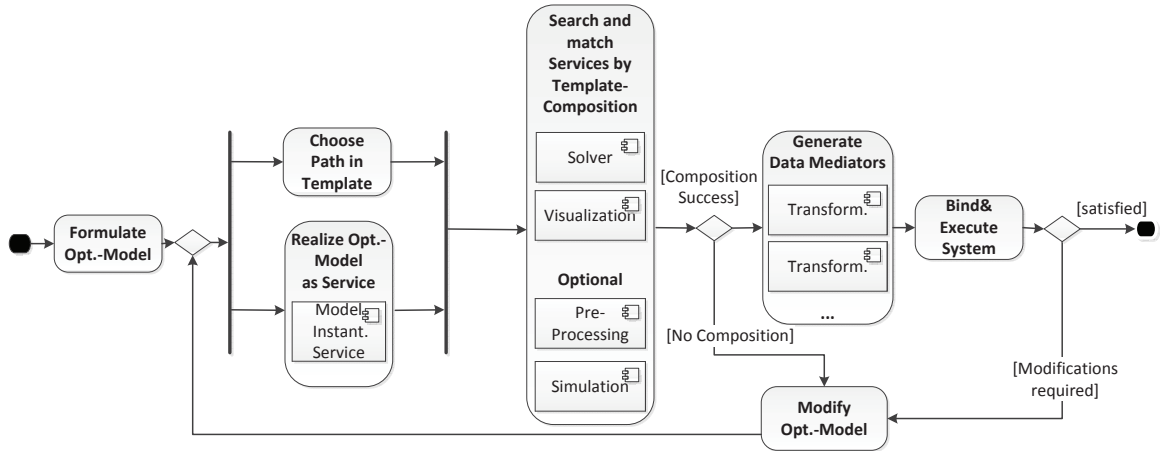 Formulate
Opt.-Model
Choose
Path in
Template
Realize Opt.-
Model
as Service
Model
Instant.
Service
Search and
match
Services by
Template-
Composition
Solver
Visualization
Optional
Pre-
Processing
Simulation
[Composition
Success]
[No Composition]
Generate
Data Mediators
Transform.
Transform.
...
Bind&
Execute
System
[satisfied]
[Modifications
required]
Modify
Opt.-Model